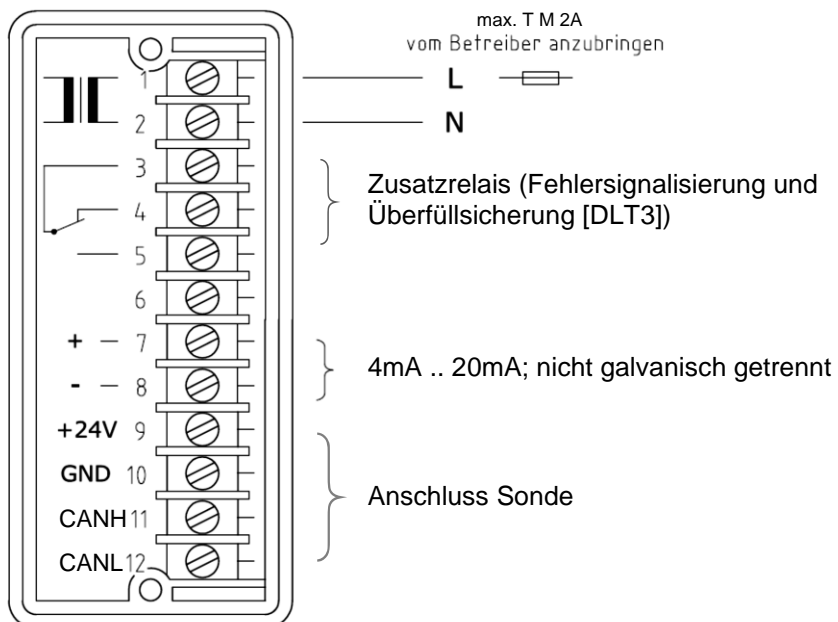 max. T M 2A
vom Betreiber anzubringen
1 L
2 N
3
Zusatzrelais (Fehlersignalisierung und
4
Überfüllsicherung [DLT3])
5
6
+ – 7
4mA .. 20mA; nicht galvanisch getrennt
- – 8
+24V 9
GND 10
Anschluss Sonde
CANH 11
CANL 12